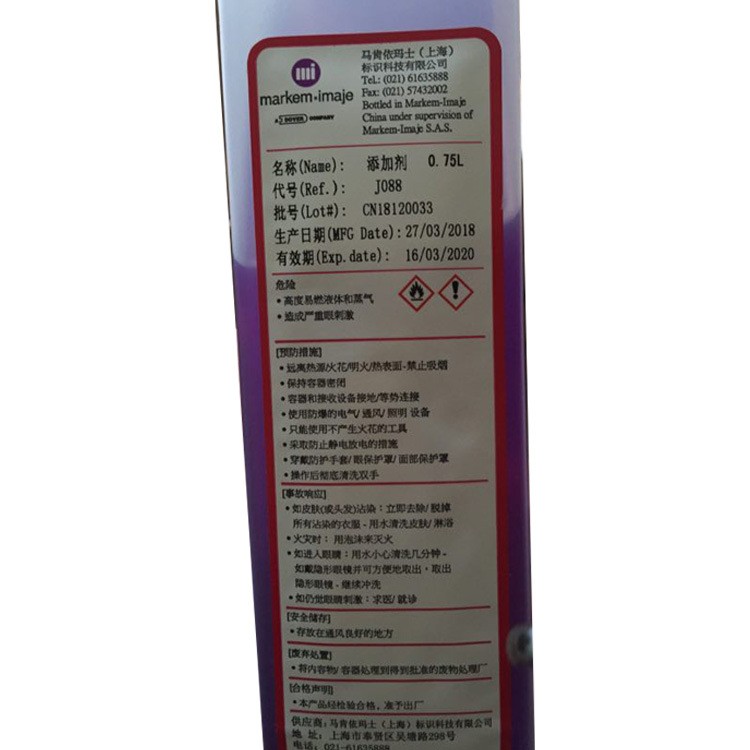 马肯依玛士（上海）
标识科技有限公司
TeL: (021) 61635888
Fax: (021) 57432002
Bottled in Markem-Imaje
China under supervision of
Markem-Imaje S.A.S.
mi
markem·imaje
A DOVER COMPANY
名称(Name): 添加剂 0.75L
代号(Ref.): J088
批号(Lot#): CN18120033
生产日期(MFG Date): 27/03/2018
有效期(Exp.date): 16/03/2020
危险
•高度易燃液体和蒸气
•造成严重眼刺激
[预防措施]
•远离热源/火花/明火/热表面-禁止吸烟
•保持容器密闭
•容器和接收设备接地/等势连接
•使用防爆的电气/ 通风/ 照明 设备
•只能使用不产生火花的工具
•采取防止静电放电的措施
•穿戴防护手套/ 眼保护罩/ 面部保护罩
•操作后彻底清洗双手
[事故响应]
•如皮肤(或头发)沾染：立即去除/ 脱掉
所有沾染的衣服 - 用水清洗皮肤/ 淋浴
•火灾时：用泡沫来灭火
•如进入眼睛：用水小心清洗几分钟 -
如戴隐形眼镜并可方便地取出，取出
隐形眼镜 - 继续冲洗
•如仍觉眼睛刺激：求医/ 就诊
[安全储存]
•存放在通风良好的地方
[废弃处置]
•将内容物/ 容器处理到得到批准的废物处理厂
[合格声明]
•本产品经检验合格，准予出厂
供应商：马肯依玛士（上海）标识科技有限公司
地 址：上海市奉贤区吴塘路298号
电话：021-61635888